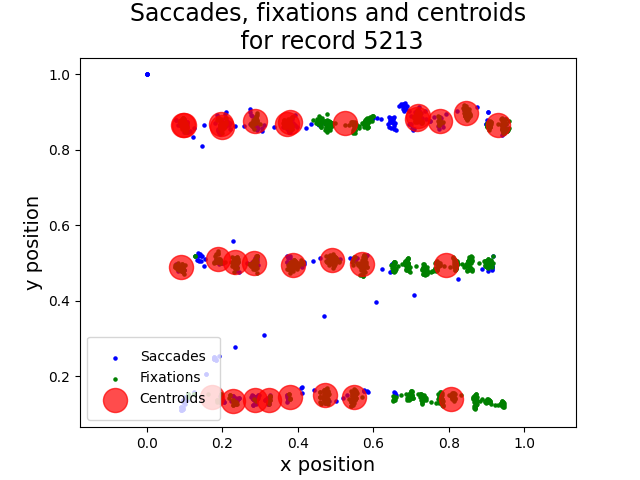 Saccades, fixations and centroids
for record 5213
1.0
0.8
0.6
0.4
0.2
y position
Saccades
Fixations
Centroids
0.0 0.2 0.4 0.6 0.8 1.0
x position